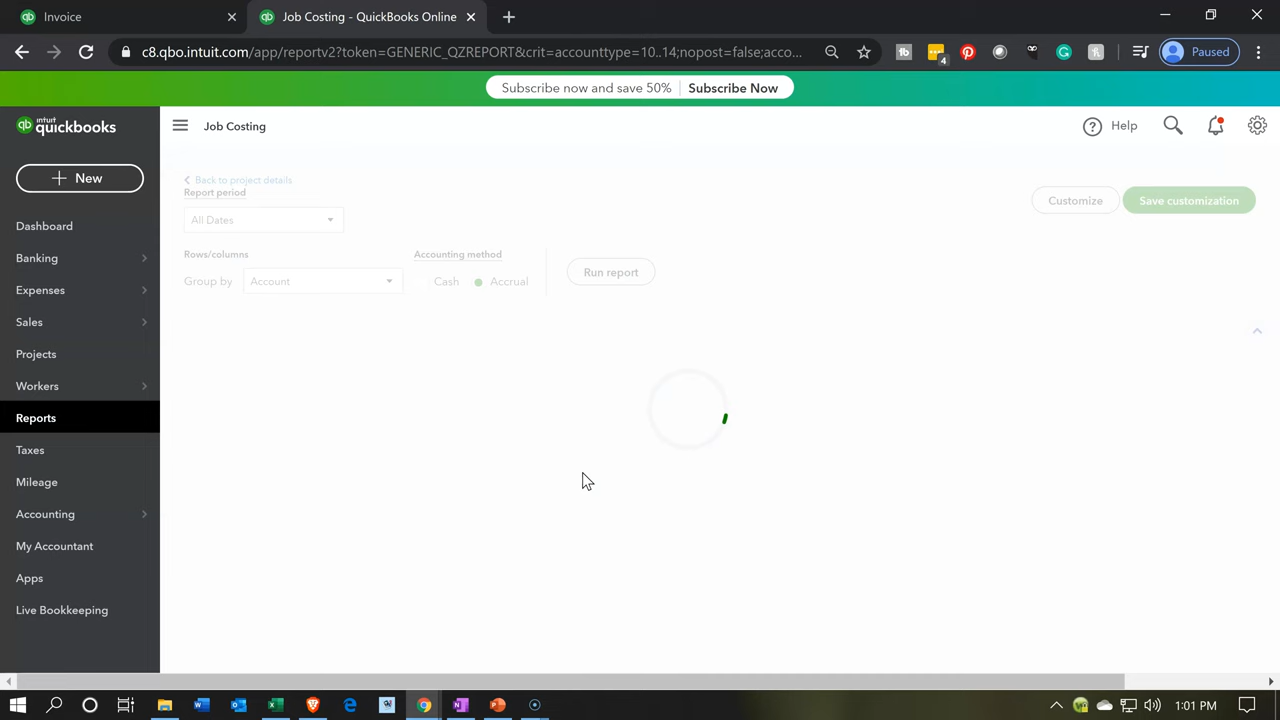 Invoice
Job Costing - QuickBooks Online
c8.qbo.intuit.com/app/reportv2?token=GENERIC_QZREPORT&crit=accounttype=10..14;nopost=false;acco...
4
Paused
Subscribe now and save 50% Subscribe Now
qb intuit quickbooks
Job Costing
Help
+ New
Back to project details
Report period
All Dates
Customize
Save customization
Rows/columns
Accounting method
Group by Account
Cash Accrual
Run report
Dashboard
Banking
Expenses
Sales
Projects
Workers
Reports
Taxes
Mileage
Accounting
My Accountant
Apps
Live Bookkeeping
1:01 PM